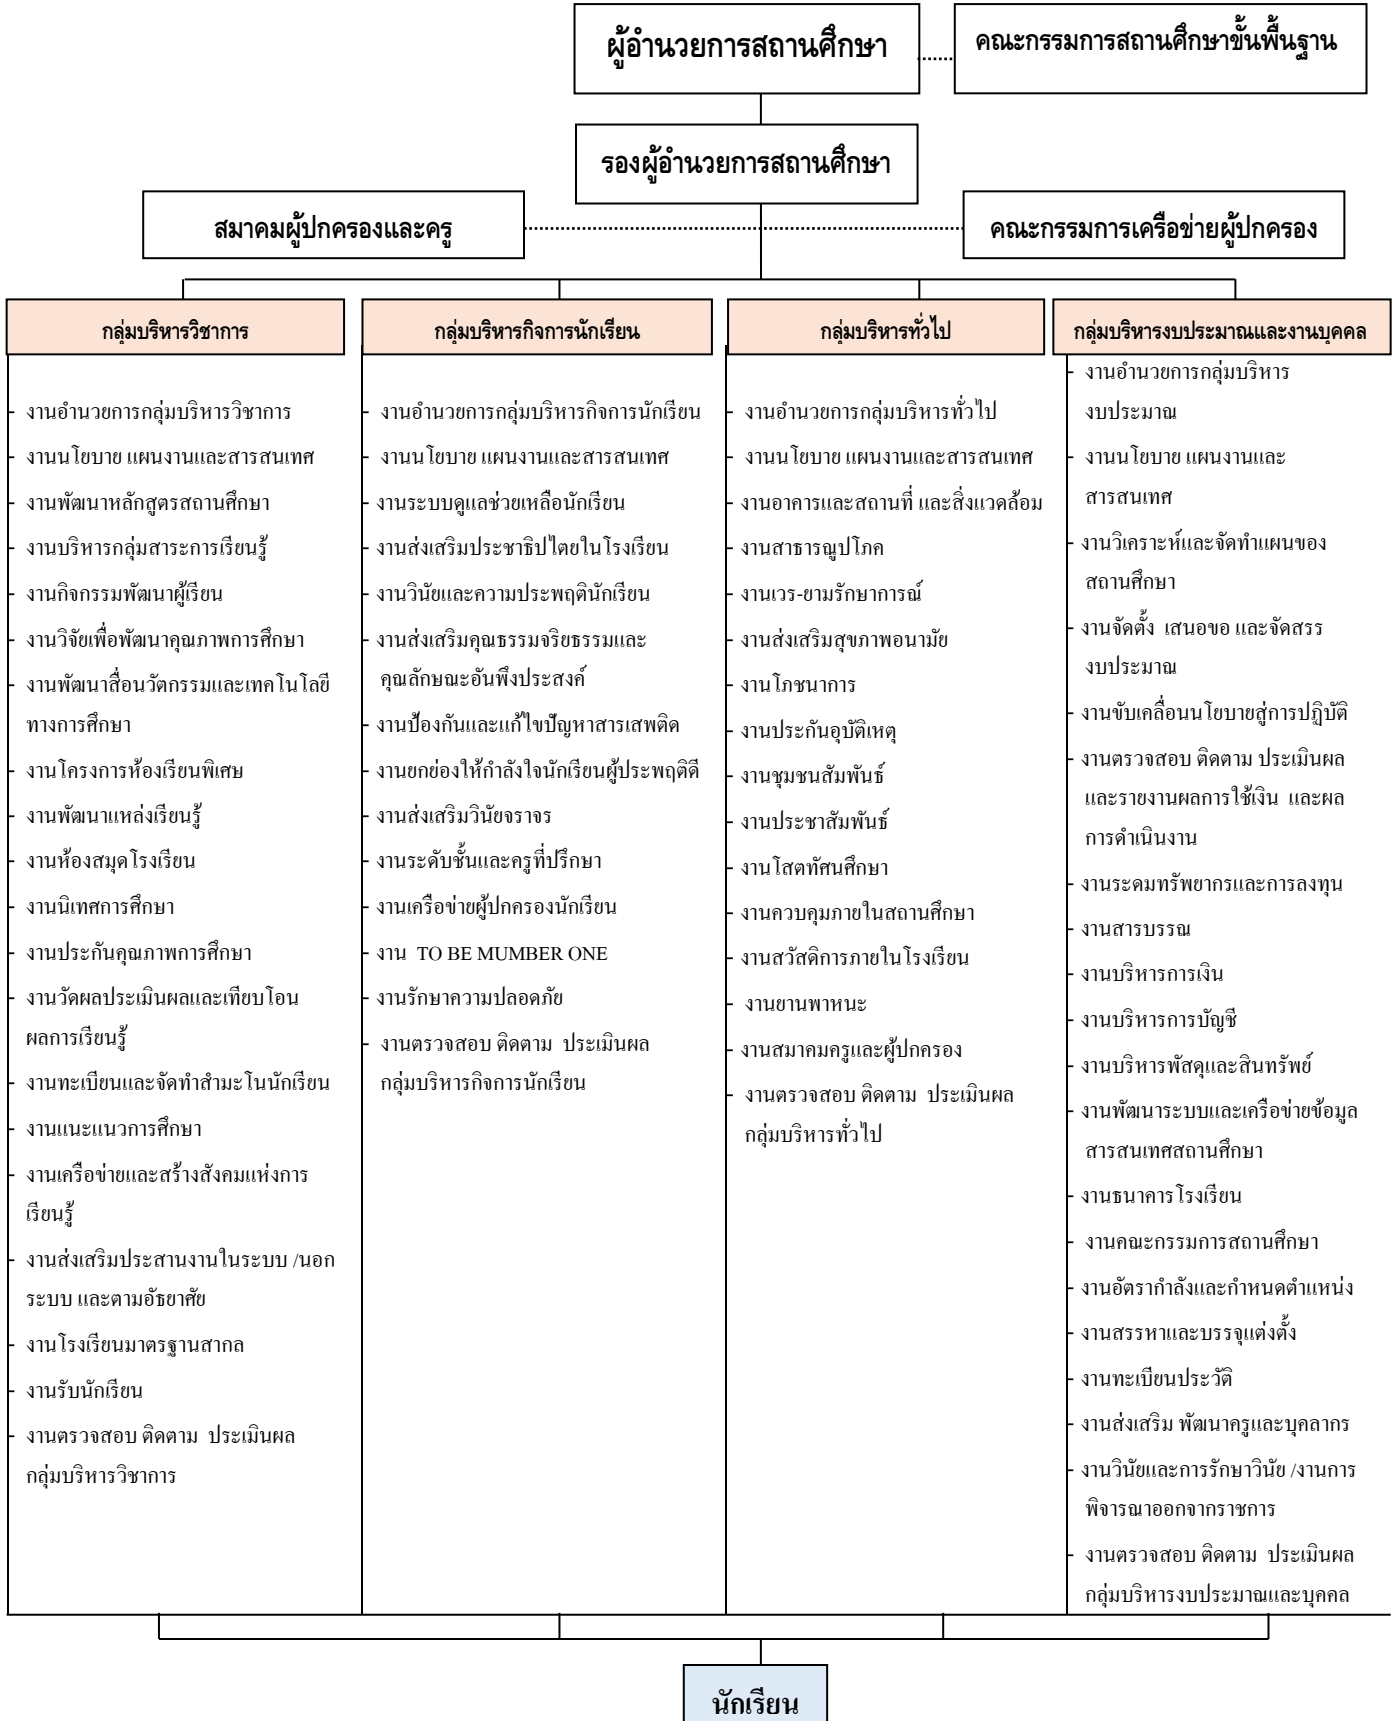 ผู้อำนวยการสถานศึกษา
คณะกรรมการสถานศึกษาขั้นพื้นฐาน
รองผู้อำนวยการสถานศึกษา
สมาคมผู้ปกครองและครู
คณะกรรมการเครือข่ายผู้ปกครอง
กลุ่มบริหารวิชาการ
- งานอำนวยการกลุ่มบริหารวิชาการ
- งานนโยบาย แผนงานและสารสนเทศ
- งานพัฒนาหลักสูตรสถานศึกษา
- งานบริหารกลุ่มสาระการเรียนรู้
- งานกิจกรรมพัฒนาผู้เรียน
- งานวิจัยเพื่อพัฒนาคุณภาพการศึกษา
- งานพัฒนาสื่อนวัตกรรมและเทคโนโลยี
ทางการศึกษา
- งานโครงการห้องเรียนพิเศษ
- งานพัฒนาแหล่งเรียนรู้
- งานห้องสมุดโรงเรียน
- งานนิเทศการศึกษา
- งานประกันคุณภาพการศึกษา
- งานวัดผลประเมินผลและเทียบโอน
ผลการเรียนรู้
- งานทะเบียนและจัดทำสำมะโนนักเรียน
- งานแนะแนวการศึกษา
- งานเครือข่ายและสร้างสังคมแห่งการ
เรียนรู้
- งานส่งเสริมประสานงานในระบบ /นอก
ระบบ และตามอัธยาศัย
- งานโรงเรียนมาตรฐานสากล
- งานรับนักเรียน
- งานตรวจสอบ ติดตาม ประเมินผล
กลุ่มบริหารวิชาการ
กลุ่มบริหารกิจการนักเรียน
- งานอำนวยการกลุ่มบริหารกิจการนักเรียน
- งานนโยบาย แผนงานและสารสนเทศ
- งานระบบดูแลช่วยเหลือนักเรียน
- งานส่งเสริมประชาธิปไตยในโรงเรียน
- งานวินัยและความประพฤตินักเรียน
- งานส่งเสริมคุณธรรมจริยธรรมและ
คุณลักษณะอันพึงประสงค์
- งานป้องกันและแก้ไขปัญหาสารเสพติด
- งานยกย่องให้กำลังใจนักเรียนผู้ประพฤติดี
- งานส่งเสริมวินัยจราจร
- งานระดับชั้นและครูที่ปรึกษา
- งานเครือข่ายผู้ปกครองนักเรียน
- งาน TO BE MUMBER ONE
- งานรักษาความปลอดภัย
- งานตรวจสอบ ติดตาม ประเมินผล
กลุ่มบริหารกิจการนักเรียน
กลุ่มบริหารทั่วไป
- งานอำนวยการกลุ่มบริหารทั่วไป
- งานนโยบาย แผนงานและสารสนเทศ
- งานอาคารและสถานที่ และสิ่งแวดล้อม
- งานสาธารณูปโภค
- งานเวร-ยามรักษาการณ์
- งานส่งเสริมสุขภาพอนามัย
- งานโภชนาการ
- งานประกันอุบัติเหตุ
- งานชุมชนสัมพันธ์
- งานประชาสัมพันธ์
- งานโสตทัศนศึกษา
- งานควบคุมภายในสถานศึกษา
- งานสวัสดิการภายในโรงเรียน
- งานยานพาหนะ
- งานสมาคมครูและผู้ปกครอง
- งานตรวจสอบ ติดตาม ประเมินผล
กลุ่มบริหารทั่วไป
กลุ่มบริหารงบประมาณและงานบุคคล
- งานอำนวยการกลุ่มบริหาร
งบประมาณ
- งานนโยบาย แผนงานและ
สารสนเทศ
- งานวิเคราะห์และจัดทำแผนของ
สถานศึกษา
- งานจัดตั้ง เสนอขอ และจัดสรร
งบประมาณ
- งานขับเคลื่อนนโยบายสู่การปฏิบัติ
- งานตรวจสอบ ติดตาม ประเมินผล
และรายงานผลการใช้เงิน และผล
การดำเนินงาน
- งานระดมทรัพยากรและการลงทุน
- งานสารบรรณ
- งานบริหารการเงิน
- งานบริหารการบัญชี
- งานบริหารพัสดุและสินทรัพย์
- งานพัฒนาระบบและเครือข่ายข้อมูล
สารสนเทศสถานศึกษา
- งานธนาคารโรงเรียน
- งานคณะกรรมการสถานศึกษา
- งานอัตรากำลังและกำหนดตำแหน่ง
- งานสรรหาและบรรจุแต่งตั้ง
- งานทะเบียนประวัติ
- งานส่งเสริม พัฒนาครูและบุคลากร
- งานวินัยและการรักษาวินัย /งานการ
พิจารณาออกจากราชการ
- งานตรวจสอบ ติดตาม ประเมินผล
กลุ่มบริหารงบประมาณและบุคคล
นักเรียน